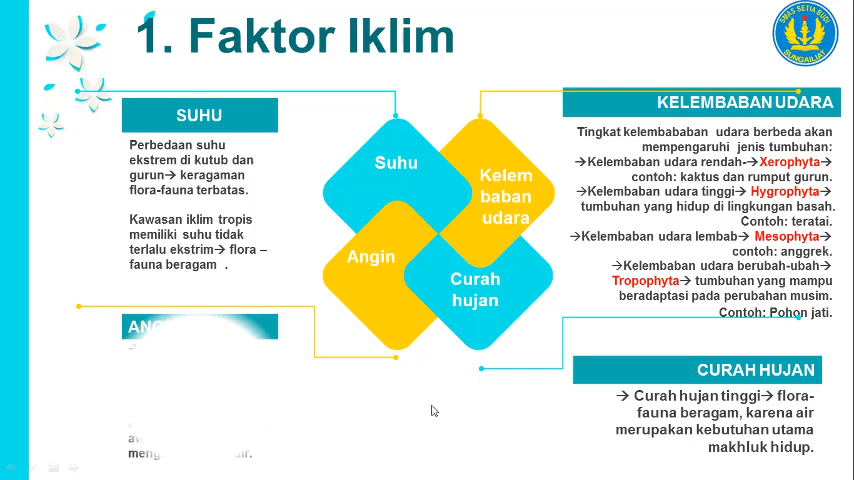 1. Faktor Iklim
SMAS SETIA BUDI
SUNGAILIAT
SUHU
Perbedaan suhu
ekstrem di kutub dan
gurun→ keragaman
flora-fauna terbatas.
Kawasan iklim tropis
memiliki suhu tidak
terlalu ekstrim→ flora –
fauna beragam .
Suhu
Kelem
baban
udara
Angin
Curah
hujan
KELEMBABAN UDARA
Tingkat kelembababan udara berbeda akan
mempengaruhi jenis tumbuhan:
→Kelembaban udara rendah-→Xerophyta→
contoh: kaktus dan rumput gurun.
→Kelembaban udara tinggi→ Hygrophyta→
tumbuhan yang hidup di lingkungan basah.
Contoh: teratai.
→Kelembaban udara lembab→ Mesophyta→
contoh: anggrek.
→Kelembaban udara berubah-ubah→
Tropophyta→ tumbuhan yang mampu
beradaptasi pada perubahan musim.
Contoh: Pohon jati.
CURAH HUJAN
→ Curah hujan tinggi→ flora-
fauna beragam, karena air
merupakan kebutuhan utama
makhluk hidup.